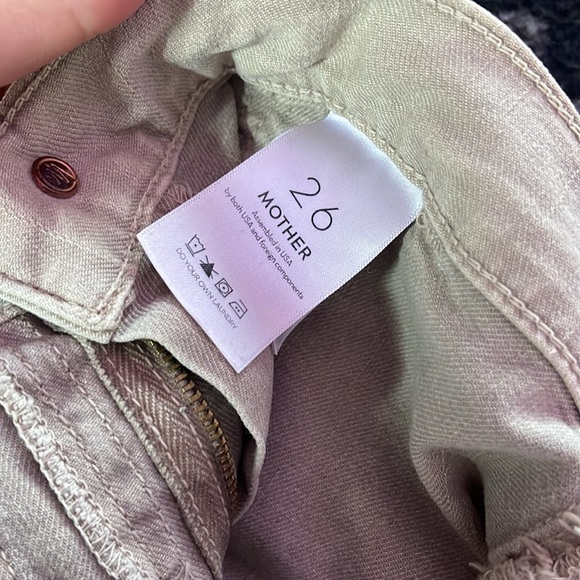 26
MOTHER
Assembled in USA
by both USA and foreign components
DO YOUR OWN LAUNDRY